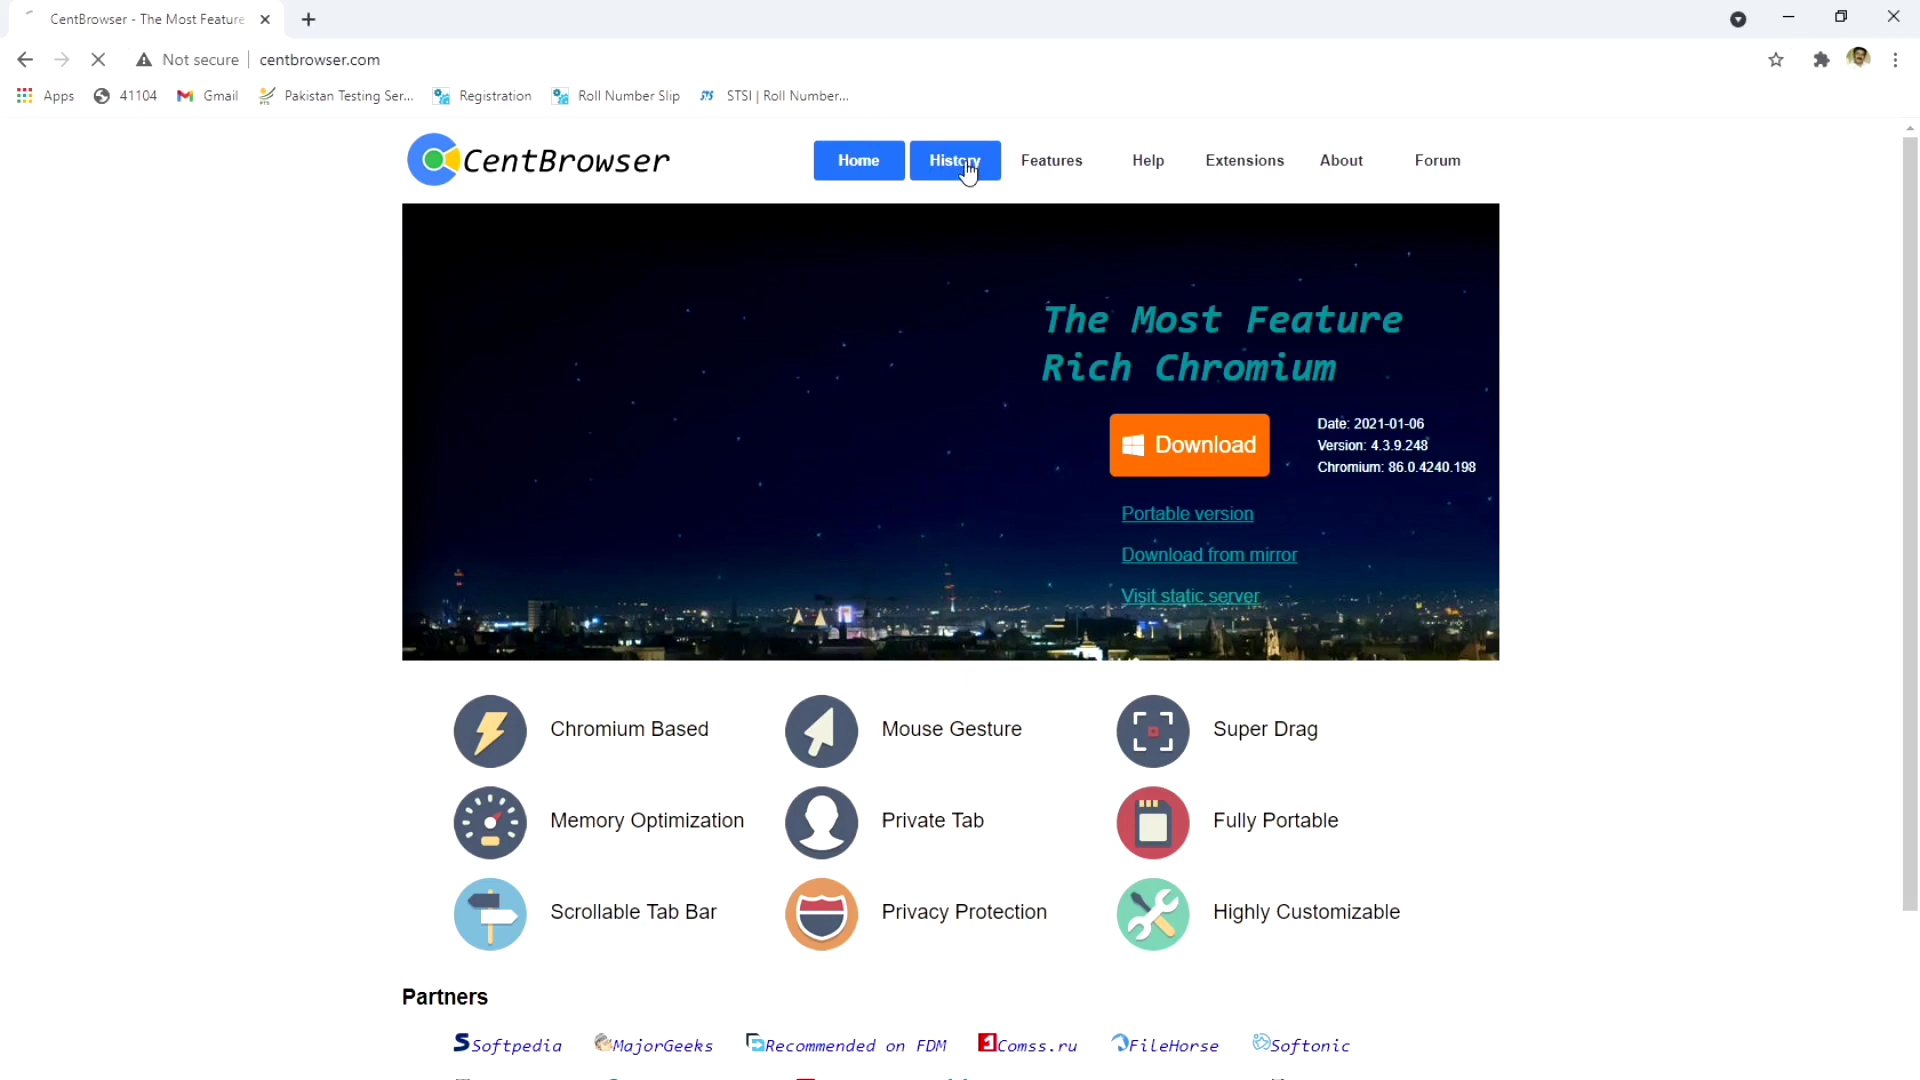 CentBrowser - The Most Feature
Not secure
centbrowser.com
Apps
41104
Gmail
Pakistan Testing Ser...
Registration
Roll Number Slip
STS
STSI | Roll Number...
CentBrowser
Home
History
Features
Help
Extensions
About
Forum
The Most Feature
Rich Chromium
Download
Date: 2021-01-06
Version: 4.3.9.248
Chromium: 86.0.4240.198
Portable version
Download from mirror
Visit static server
Chromium Based
Mouse Gesture
Super Drag
Memory Optimization
Private Tab
Fully Portable
Scrollable Tab Bar
Privacy Protection
Highly Customizable
Partners
Softpedia
MajorGeeks
Recommended on FDM
Comss.ru
FileHorse
Softonic